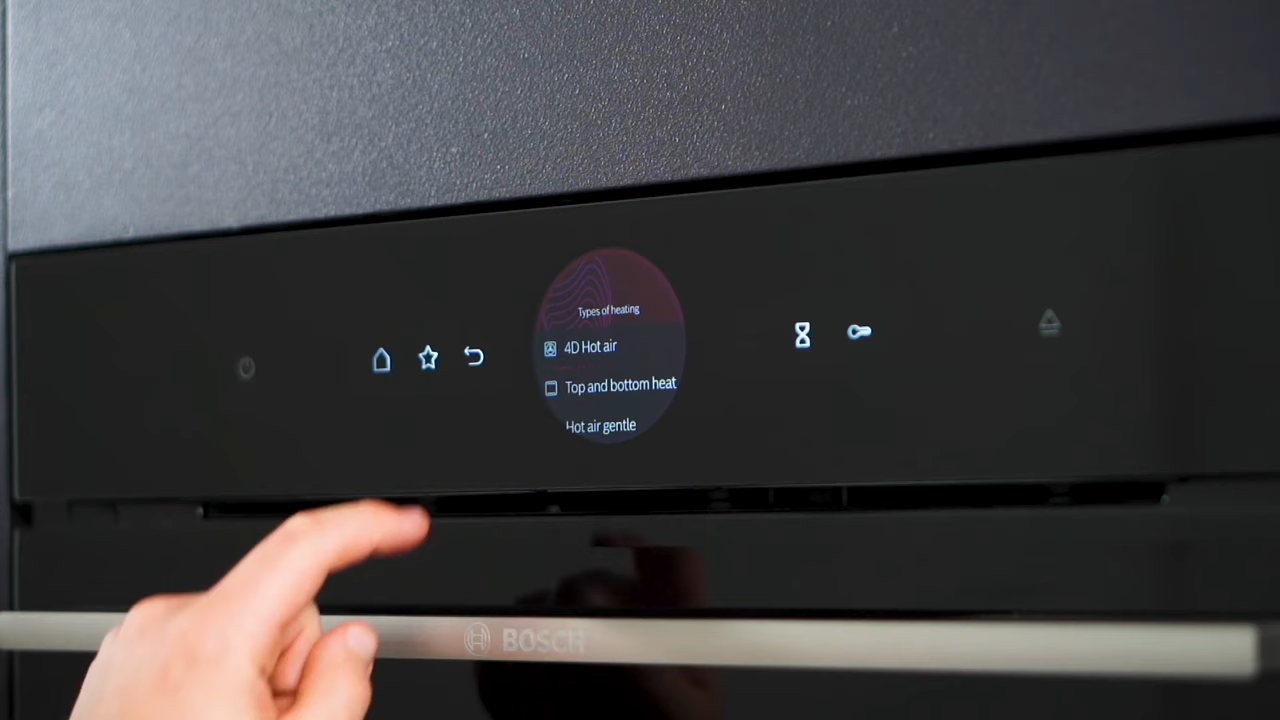 Types of heating
4D Hot air
Top and bottom heat
Hot air gentle
BOSCH